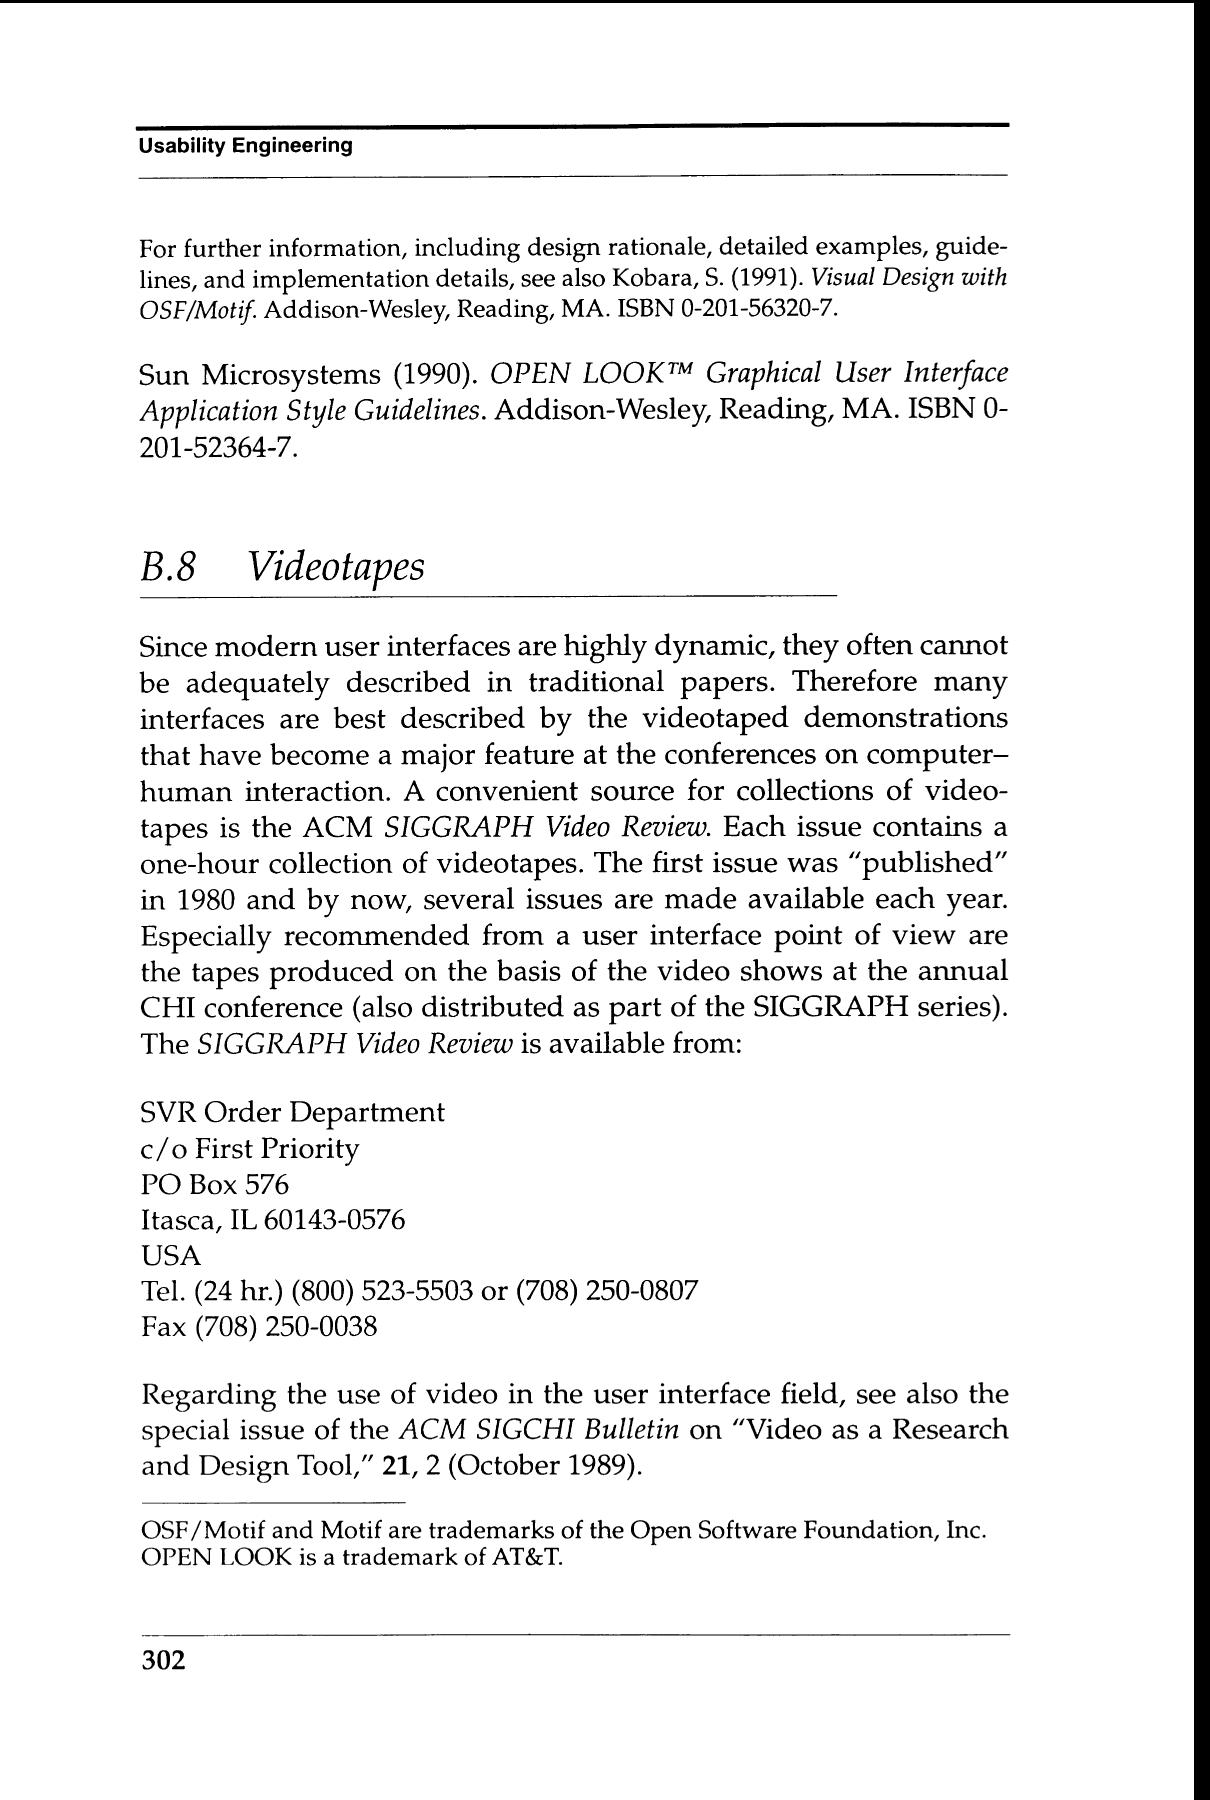 Usability Engineering
For further information, including design rationale, detailed examples, guide-
lines, and implementation details, see also Kobara, S. (1991). Visual Design with
OSF/Motif. Addison-Wesley, Reading, MA. ISBN 0-201-56320-7.
Sun Microsystems (1990). OPEN LOOK™ Graphical User Interface
Application Style Guidelines. Addison-Wesley, Reading, MA. ISBN 0-
201-52364-7.
B.8 Videotapes
Since modern user interfaces are highly dynamic, they often cannot
be adequately described in traditional papers. Therefore many
interfaces are best described by the videotaped demonstrations
that have become a major feature at the conferences on computer–
human interaction. A convenient source for collections of video-
tapes is the ACM SIGGRAPH Video Review. Each issue contains a
one-hour collection of videotapes. The first issue was "published"
in 1980 and by now, several issues are made available each year.
Especially recommended from a user interface point of view are
the tapes produced on the basis of the video shows at the annual
CHI conference (also distributed as part of the SIGGRAPH series).
The SIGGRAPH Video Review is available from:
SVR Order Department
c/o First Priority
PO Box 576
Itasca, IL 60143-0576
USA
Tel. (24 hr.) (800) 523-5503 or (708) 250-0807
Fax (708) 250-0038
Regarding the use of video in the user interface field, see also the
special issue of the ACM SIGCHI Bulletin on "Video as a Research
and Design Tool," 21, 2 (October 1989).
OSF/Motif and Motif are trademarks of the Open Software Foundation, Inc.
OPEN LOOK is a trademark of AT&T.
302